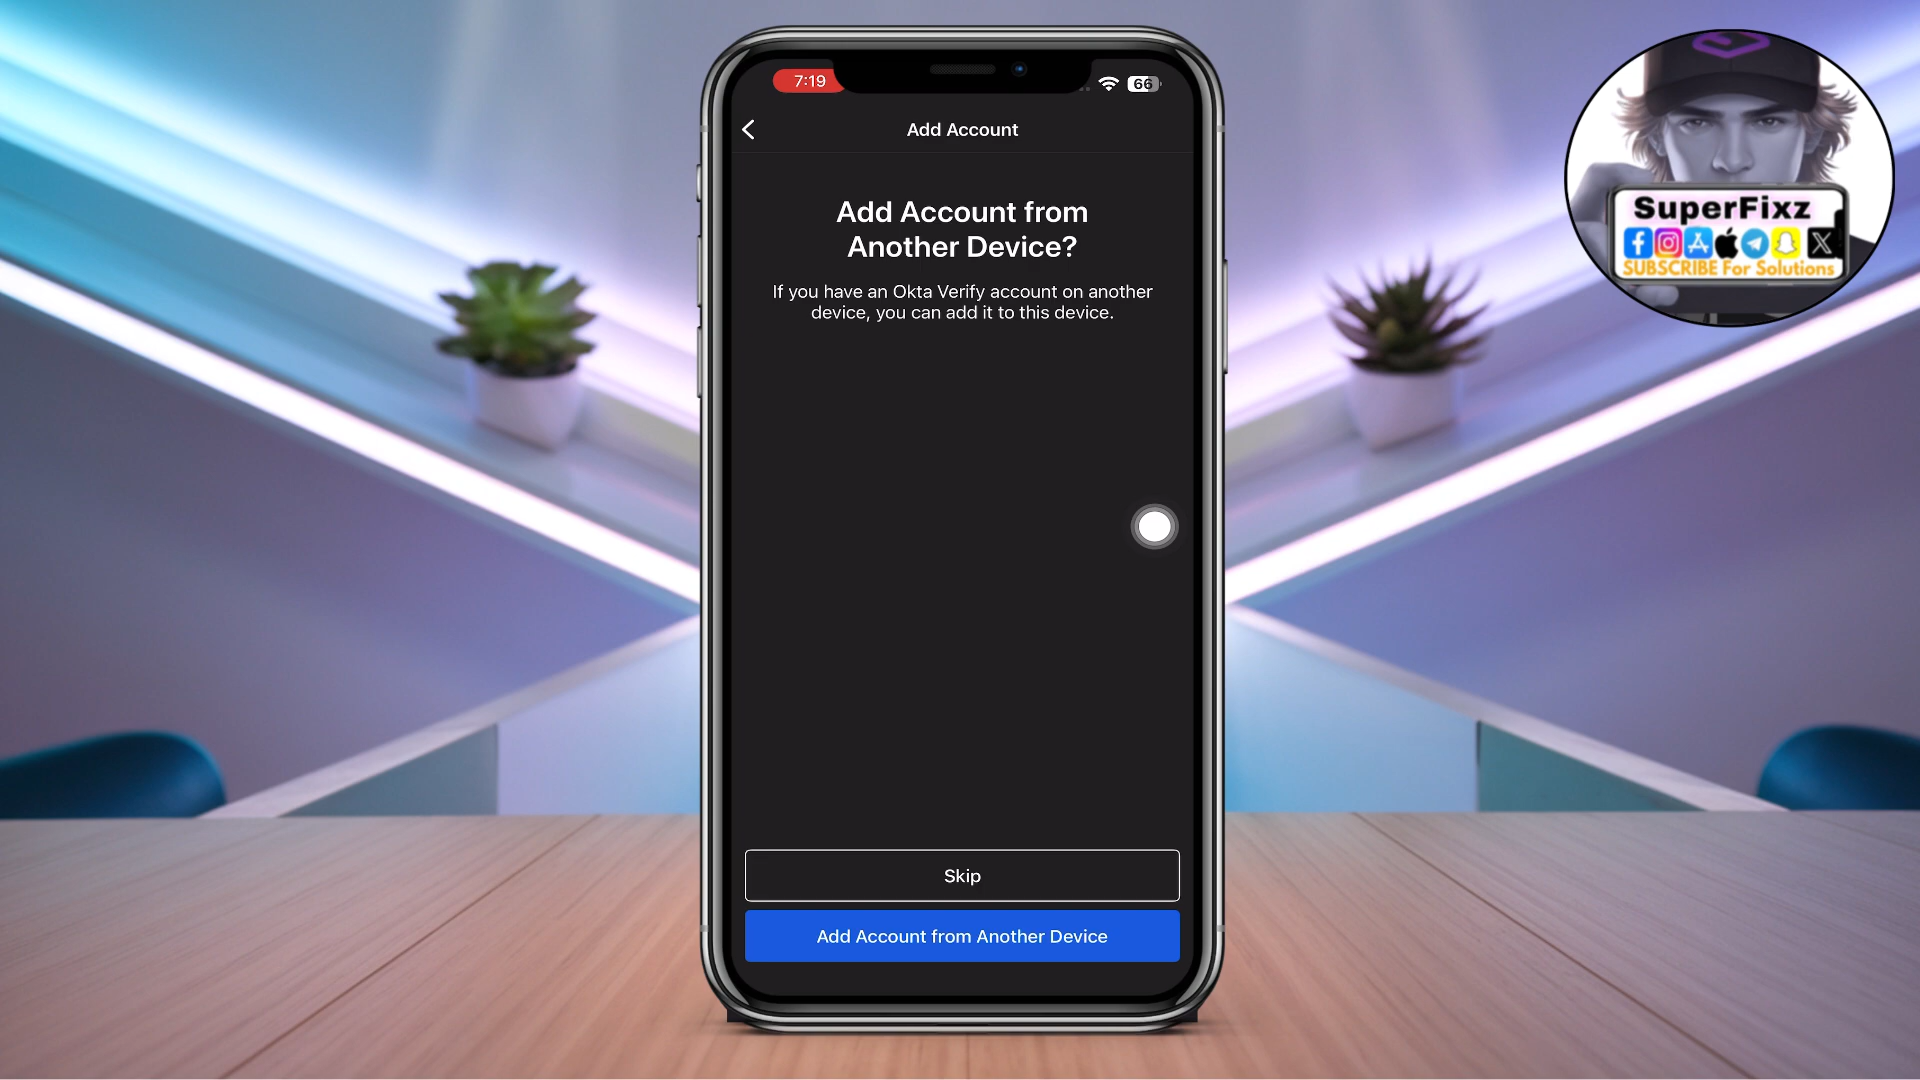 7:19
66
Add Account
Add Account from
Another Device?
If you have an Okta Verify account on another
device, you can add it to this device.
Skip
Add Account from Another Device
SuperFixz
SUBSCRIBE For Solutions